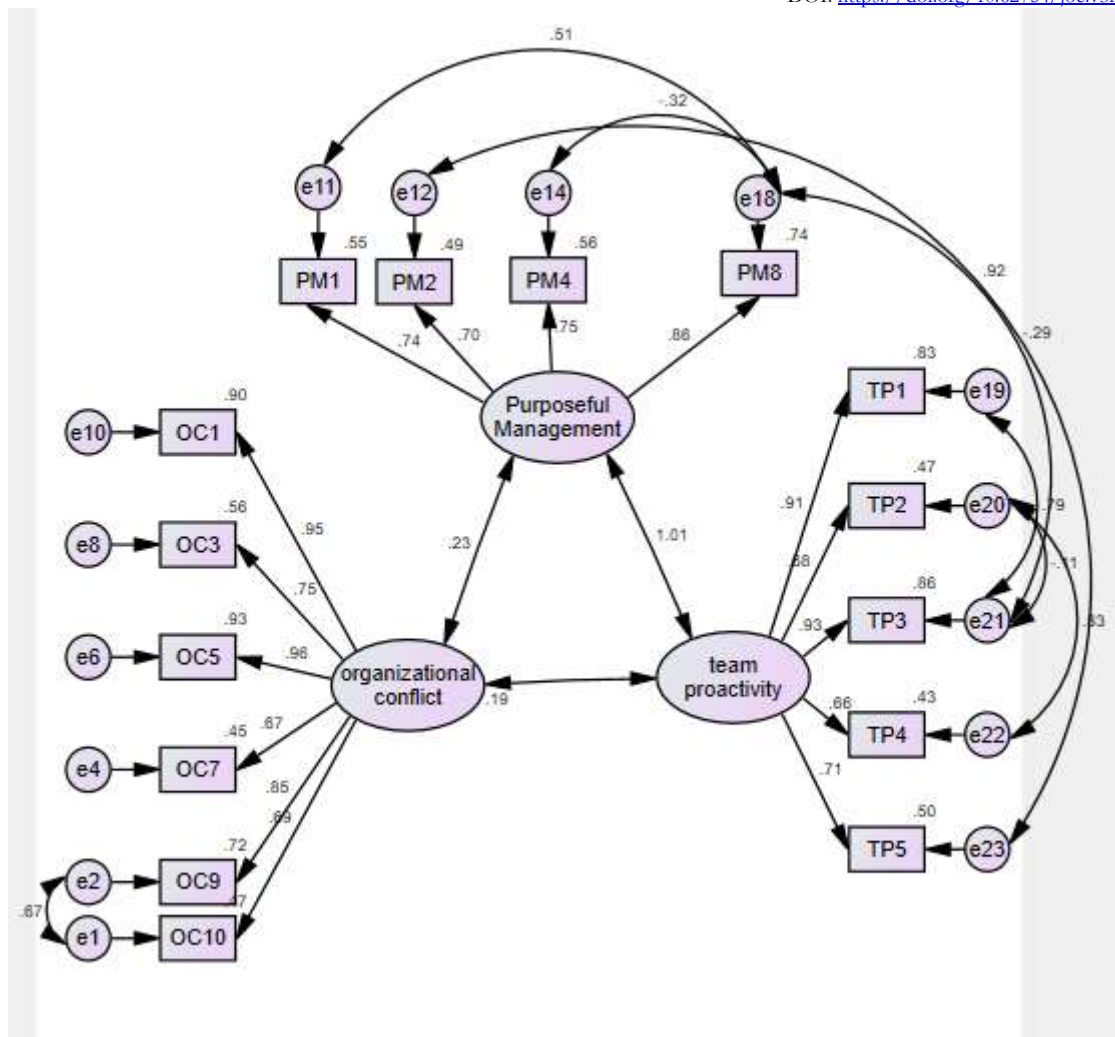 .51
-.32
e11
e12
e14
e18
.55
.49
.56
.74
PM1
PM2
PM4
PM8
.92
.74
.70
.75
.86
-.29
.83
TP1
e19
Purposeful
Management
.90
e10
OC1
.47
.91
TP2
e20
.79
.95
.56
e8
OC3
.23
1.01
.75
.86
.93
TP3
e21
.93
e6
OC5
.96
organizational
conflict
.19
team
proactivity
.66
.43
TP4
e22
.67
.45
e4
OC7
.71
.85
.50
TP5
e23
.72
e2
OC9
.67
e1
OC10